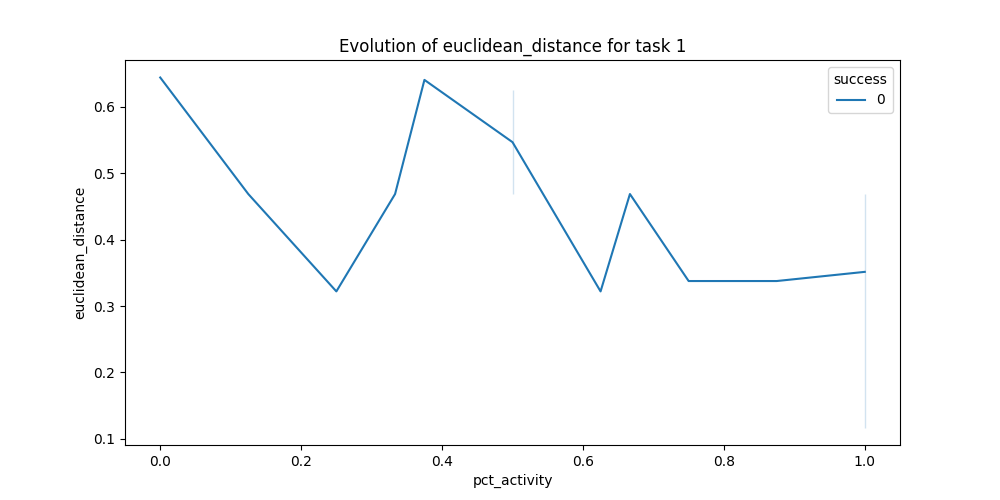 Evolution of euclidean_distance for task 1
success
0
euclidean_distance
0.6
0.5
0.4
0.3
0.2
0.1
0.0 0.2 0.4 0.6 0.8 1.0
pct_activity